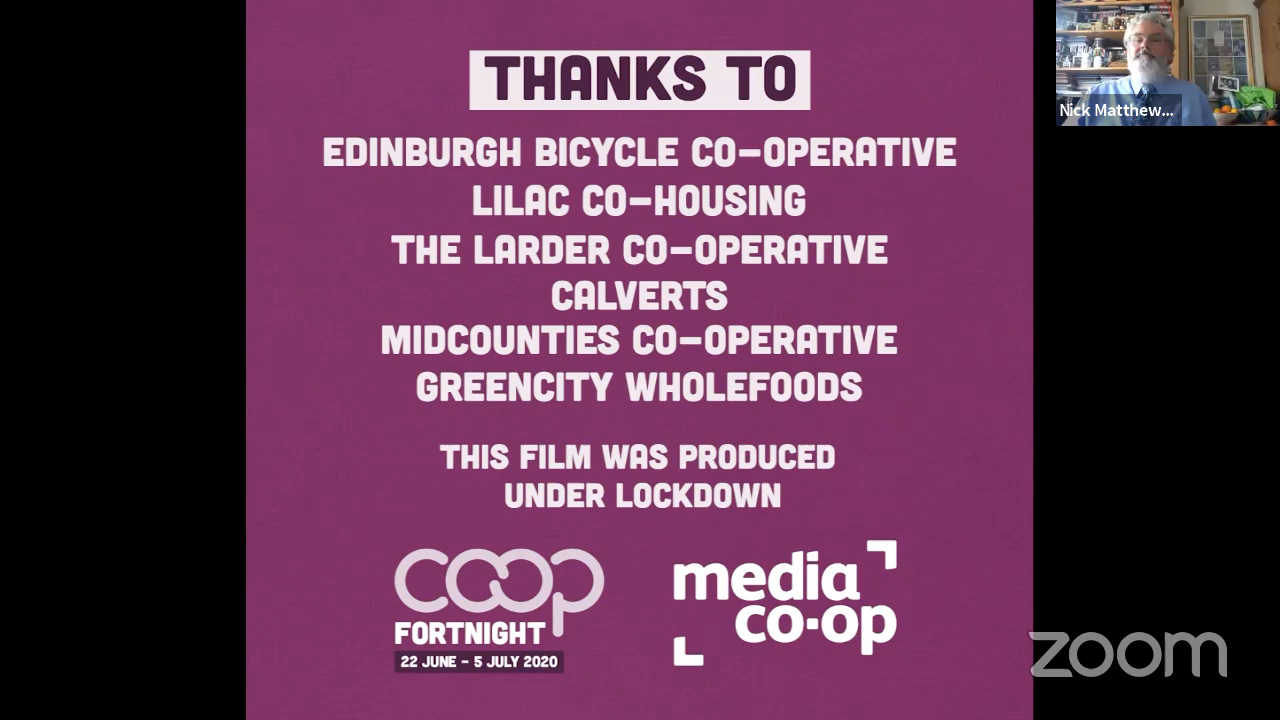 THANKS TO
EDINBURGH BICYCLE CO-OPERATIVE
LILAC CO-HOUSING
THE LARDER CO-OPERATIVE
CALVERTS
MIDCOUNTIES CO-OPERATIVE
GREENCITY WHOLEFOODS
THIS FILM WAS PRODUCED
UNDER LOCKDOWN
coop
FORTNIGHT
22 JUNE - 5 JULY 2020
media
co-op
Nick Matthew...
zoom